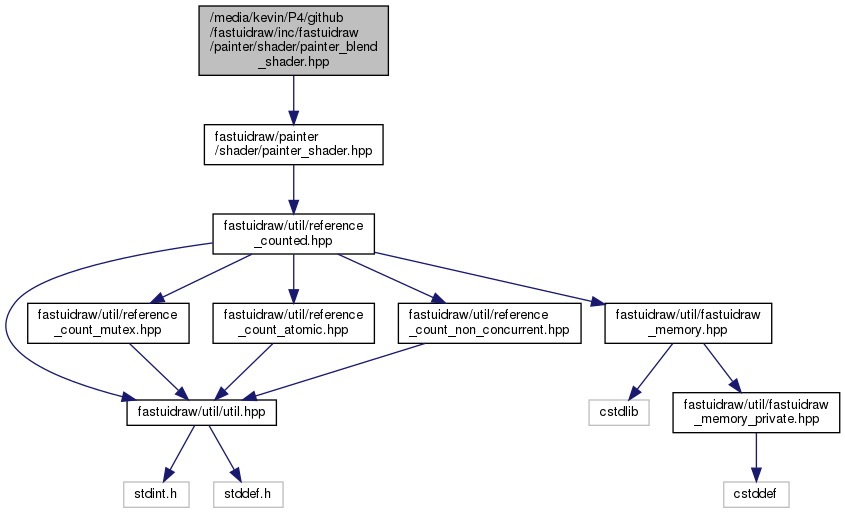 /media/kevin/P4/github
/fastuidraw/inc/fastuidraw
/painter/shader/painter_blend
_shader.hpp
fastuidraw/painter
/shader/painter_shader.hpp
fastuidraw/util/reference
_counted.hpp
fastuidraw/util/reference
_count_mutex.hpp
fastuidraw/util/reference
_count_atomic.hpp
fastuidraw/util/reference
_count_non_concurrent.hpp
fastuidraw/util/fastuidraw
_memory.hpp
fastuidraw/util/util.hpp
cstdlib
fastuidraw/util/fastuidraw
_memory_private.hpp
stdint.h
stddef.h
cstddef